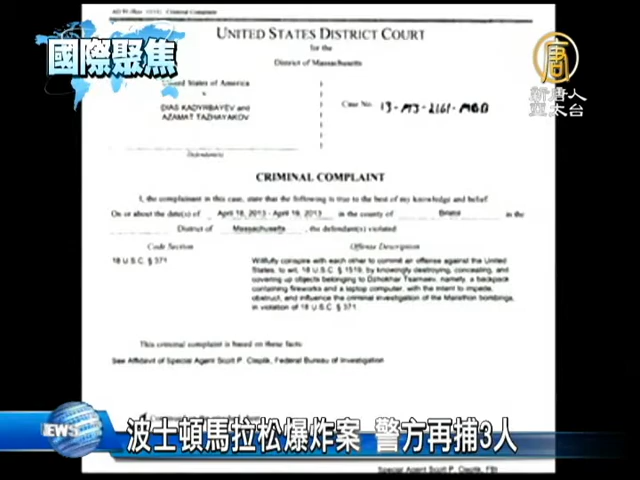 AO 91 (Rev. 11/11) Criminal Complaint
UNITED STATES DISTRICT COURT
for the
District of Massachusetts
國際聚焦
新唐人
亞太台
United States of America
v.
DIAS KADYRBAYEV and
AZAMAT TAZHAYAKOV
Case No. 13-MJ-2161-MBB
Defendant(s)
CRIMINAL COMPLAINT
I, the complainant in this case, state that the following is true to the best of my knowledge and belief.
On or about the date(s) of April 18, 2013 - April 19, 2013 in the county of Bristol in the
District of Massachusetts , the defendant(s) violated:
Code Section Offense Description
18 U.S.C. § 371 Willfully conspire with each other to commit an offense against the United
States, to wit, 18 U.S.C. § 1519, by knowingly destroying, concealing, and
covering up objects belonging to Dzhokhar Tsarnaev, namely, a backpack
containing fireworks and a laptop computer, with the intent to impede,
obstruct, and influence the criminal investigation of the Marathon bombings,
in violation of 18 U.S.C. § 371.
This criminal complaint is based on these facts:
See Affidavit of Special Agent Scott P. Cieplik, Federal Bureau of Investigation
NEWS
波士頓馬拉松爆炸案 警方再捕3人
Special Agent Scott P. Cieplik, FBI